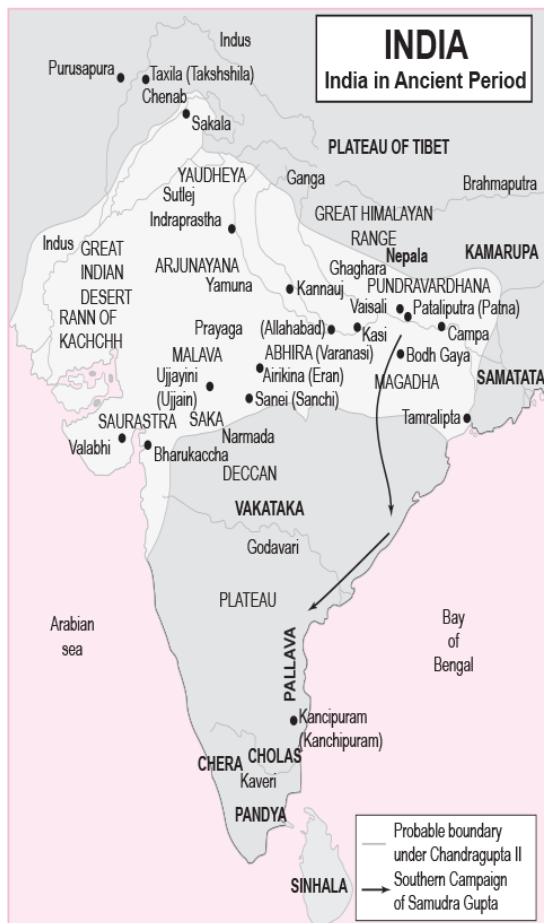 INDIA
India in Ancient Period
Indus
Purusapura
Taxila (Takshshila)
Chenab
Sakala
PLATEAU OF TIBET
YAUDHEYA
Sutlej
Ganga
Brahmaputra
Indraprastha
GREAT HIMALAYAN
RANGE
Nepala
KAMARUPA
Indus
GREAT
INDIAN
DESERT
ARJUNAYANA
Yamuna
Ghaghara
Kannauj
PUNDRAVARDHANA
Vaisali
Pataliputra (Patna)
RANN OF
KACHCHH
Prayaga
(Allahabad)
Kasi
Campa
MALAVA
ABHIRA
(Varanasi)
Bodh Gaya
Ujjayini
(Ujjain)
Airikina (Eran)
MAGADHA
SAMATATA
Sanei (Sanchi)
SAURASTRA
SAKA
Tamralipta
Valabhi
Bharukaccha
Narmada
DECCAN
VAKATAKA
Godavari
PLATEAU
Arabian
sea
Bay
of
Bengal
PALLAVA
Kancipuram
(Kanchipuram)
CHERA
CHOLAS
Kaveri
PANDYA
SINHALA
Probable boundary
under Chandragupta II
Southern Campaign
of Samudra Gupta